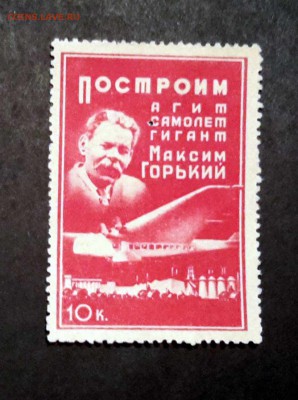 ПОСТРОИМ
АГИТ
САМОЛЕТ
ГИГАНТ
МАКСИМ
ГОРЬКИЙ
10 К.